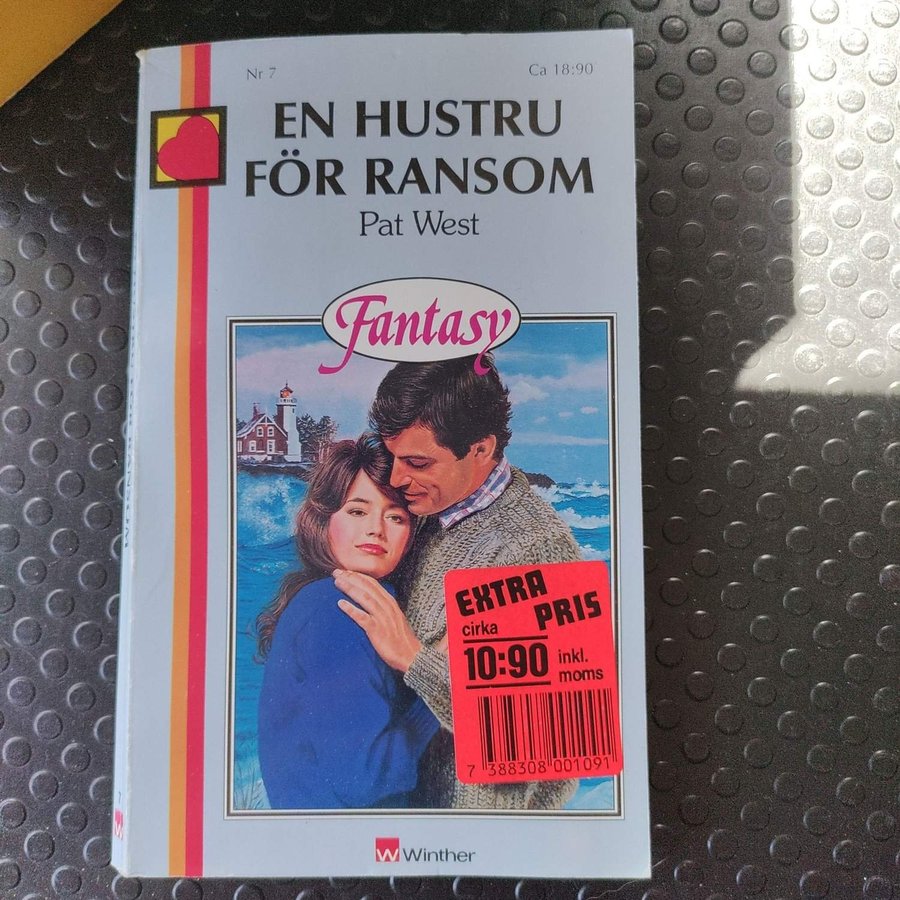 Nr 7
Ca 18:90
EN HUSTRU
FÖR RANSOM
Pat West
Fantasy
EXTRA
PRIS
cirka
10:90 inkl.
moms
7 388308 001091
Winther
7